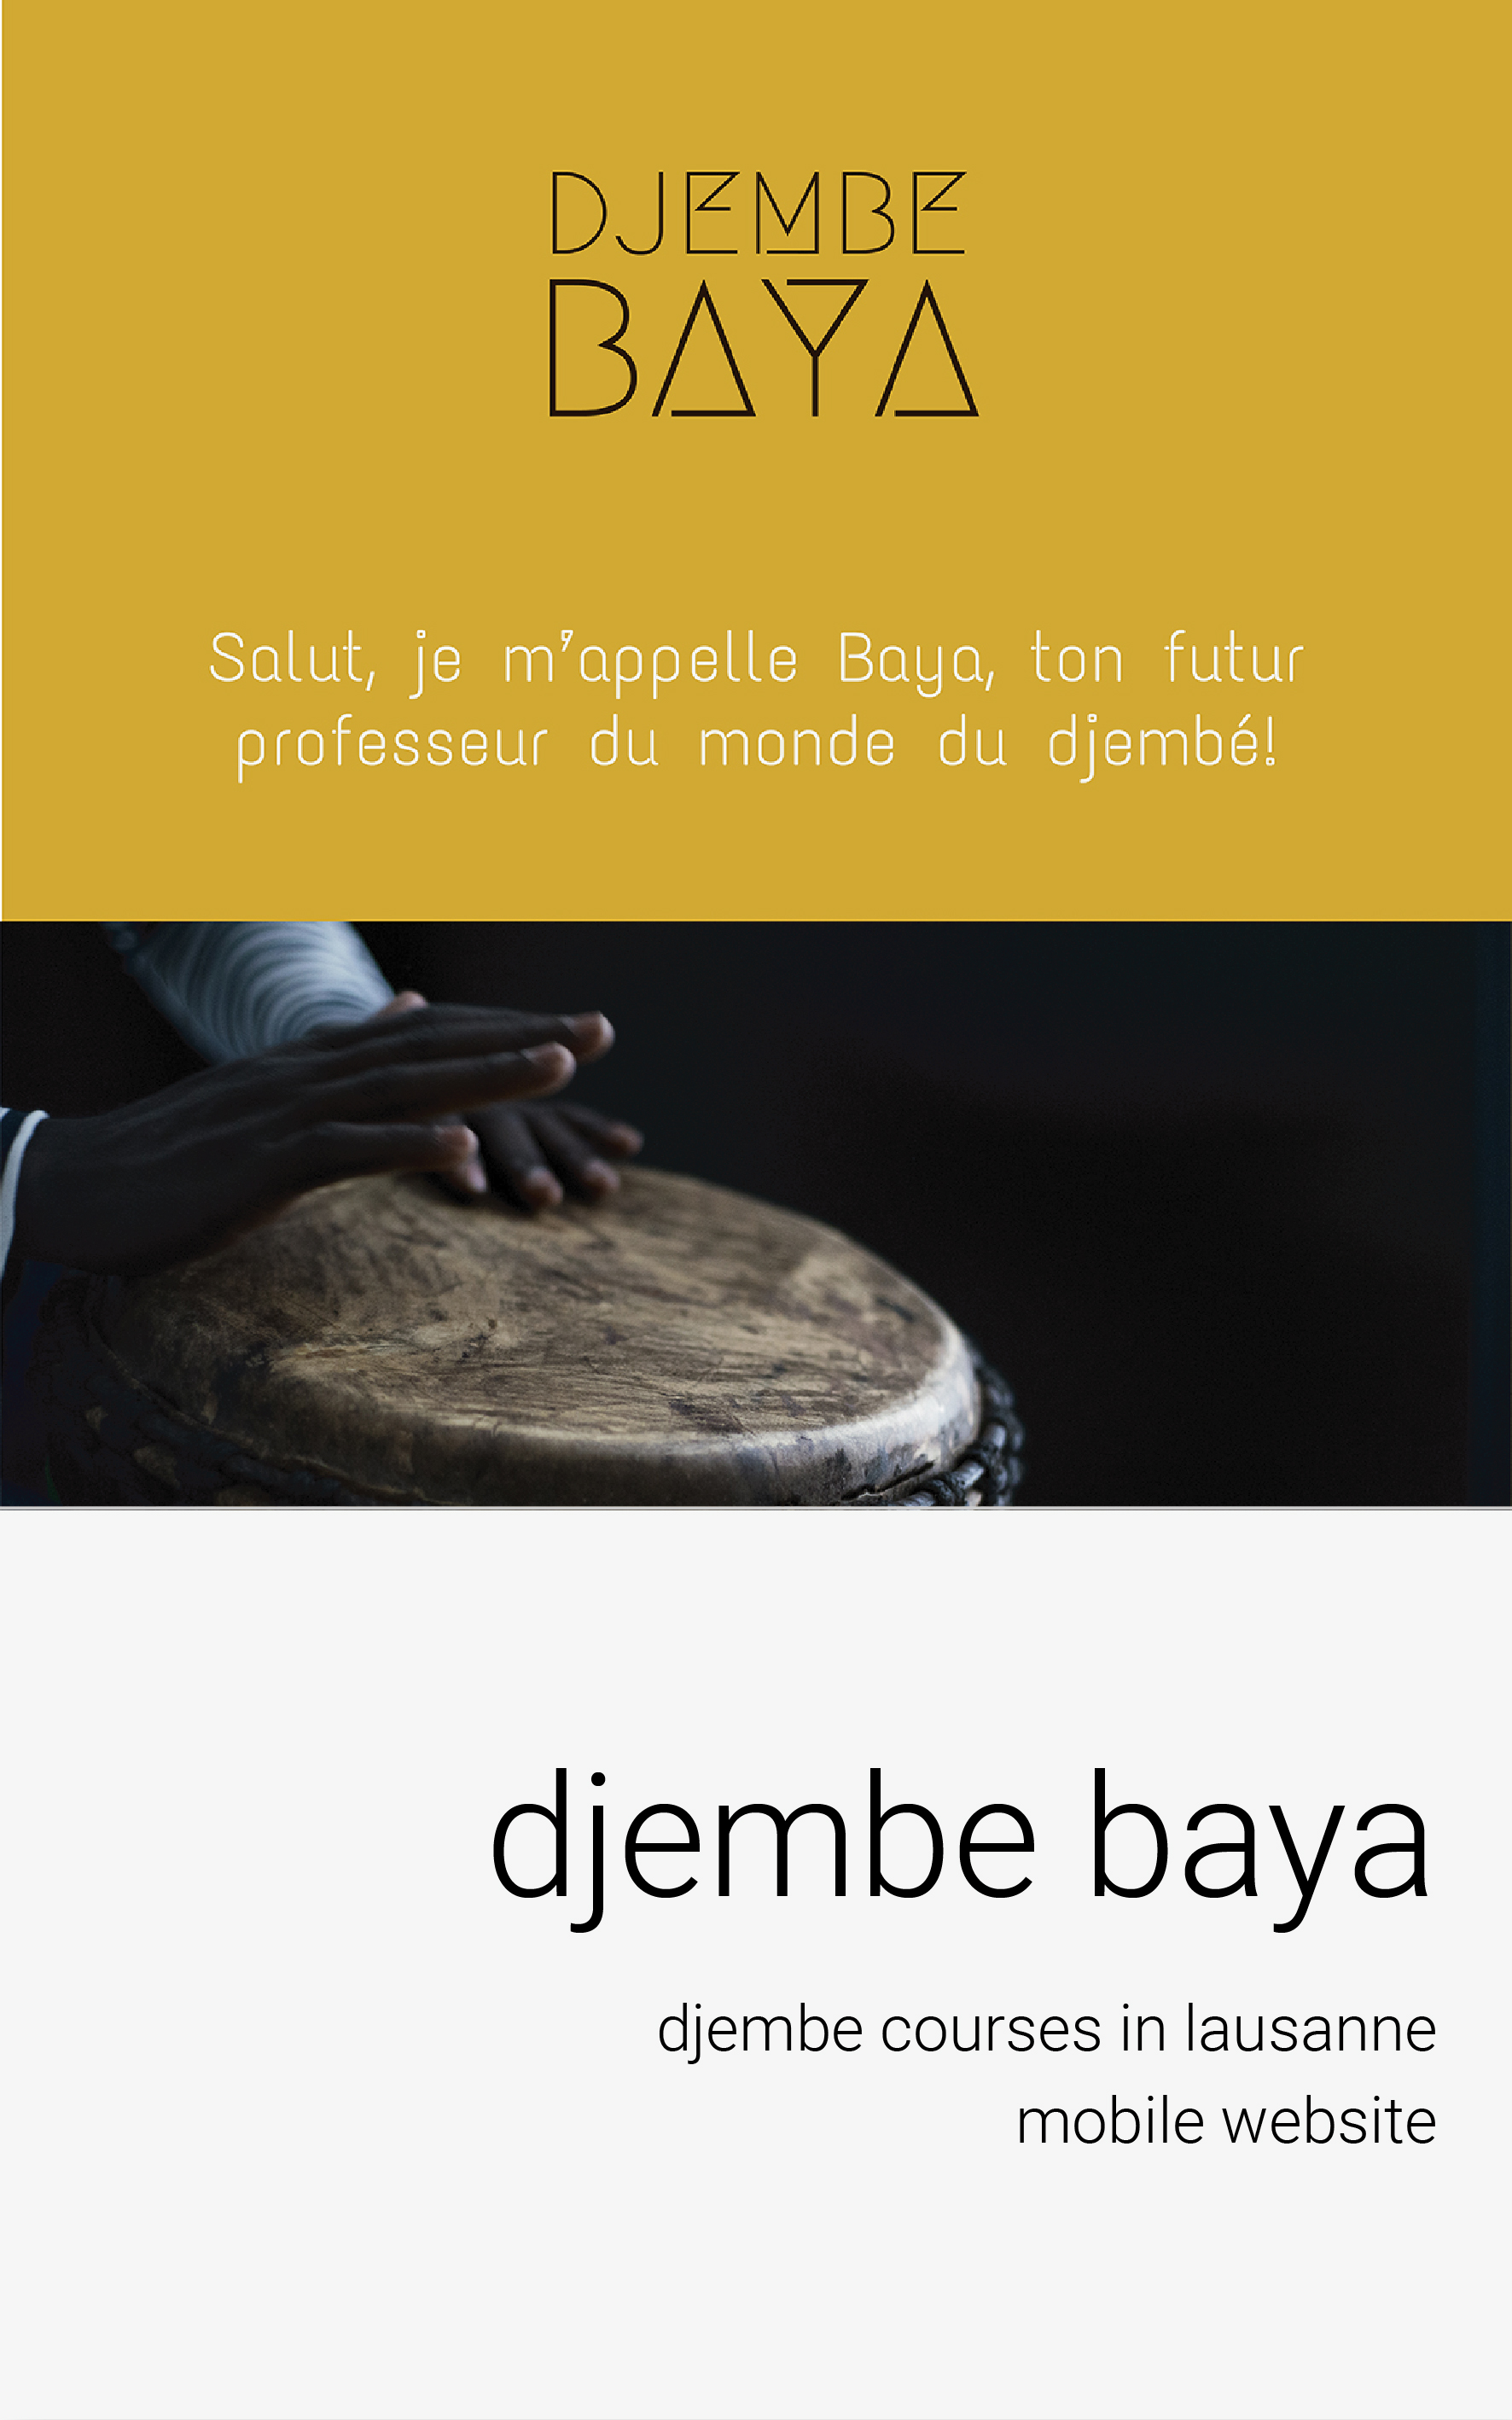 DJEMBE
BAYA
Salut, je m'appelle Baya, ton futur
professeur du monde du djembé!
djembe baya
djembe courses in lausanne
mobile website